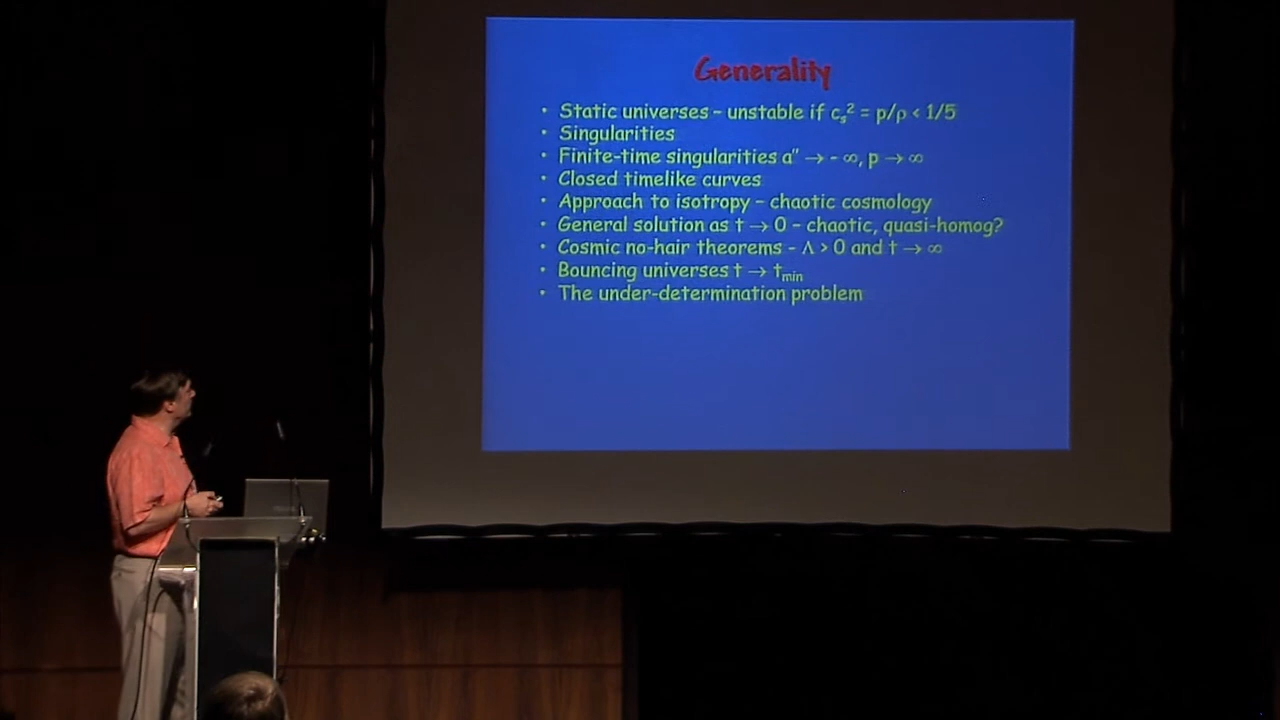 Generality
• Static universes – unstable if cₛ² = p/ρ < 1/5
• Singularities
• Finite-time singularities a″ → - ∞, p → ∞
• Closed timelike curves
• Approach to isotropy – chaotic cosmology
• General solution as t → 0 – chaotic, quasi-homog?
• Cosmic no-hair theorems - Λ > 0 and t → ∞
• Bouncing universes t → tmin
• The under-determination problem